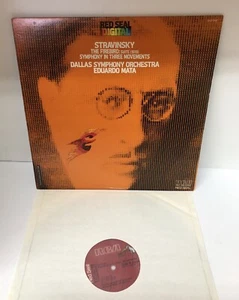 RED SEAL
DIGITAL
STRAVINSKY
THE FIREBIRD
SYMPHONY IN THREE MOVEMENTS
DALLAS SYMPHONY ORCHESTRA
EDUARDO MATA